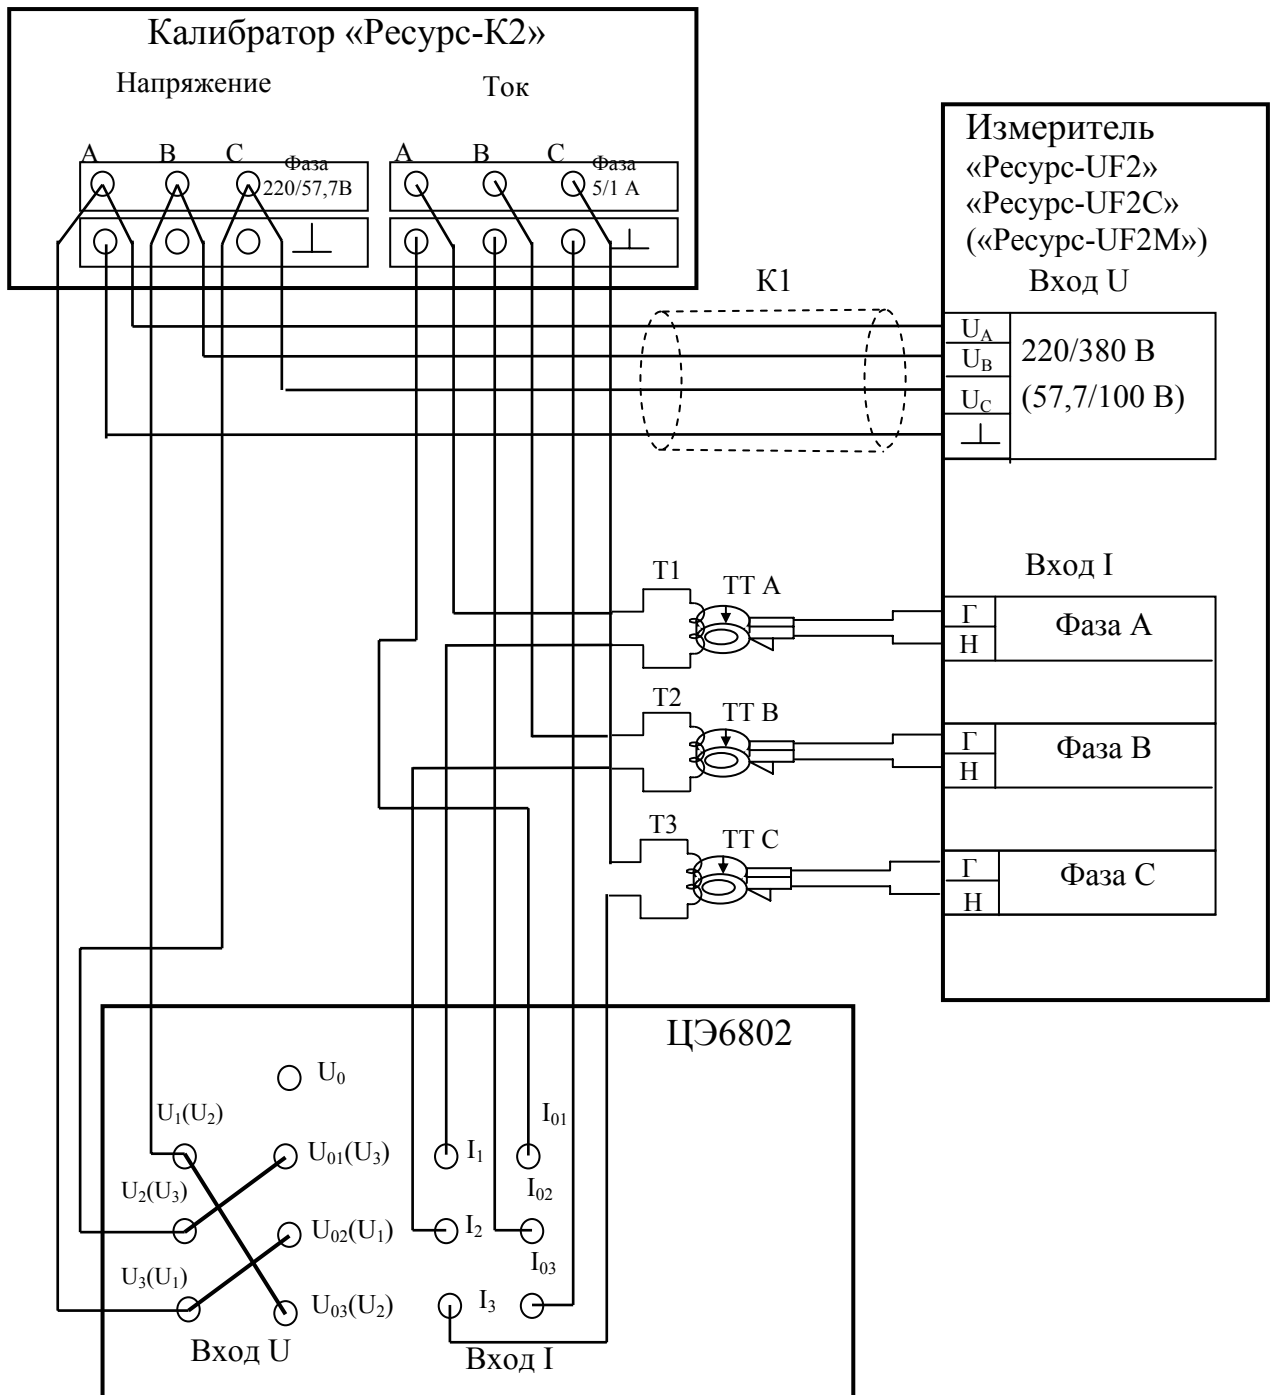 Калибратор «Ресурс-К2»
Напряжение
Ток
A
B
C
Фаза
220/57,7В
A
B
C
Фаза
5/1 А
Измеритель
«Ресурс-UF2»
«Ресурс-UF2C»
(«Ресурс-UF2M»)
Вход U
К1
UA
UB
UC
220/380 В
(57,7/100 В)
Вход I
Т1
ТТ А
Г
Н
Фаза А
Т2
ТТ В
Г
Н
Фаза В
Т3
ТТ С
Г
Н
Фаза С
ЦЭ6802
U0
U1(U2)
I01
U01(U3)
I1
U2(U3)
I02
U02(U1)
I2
U3(U1)
I03
U03(U2)
I3
Вход U
Вход I